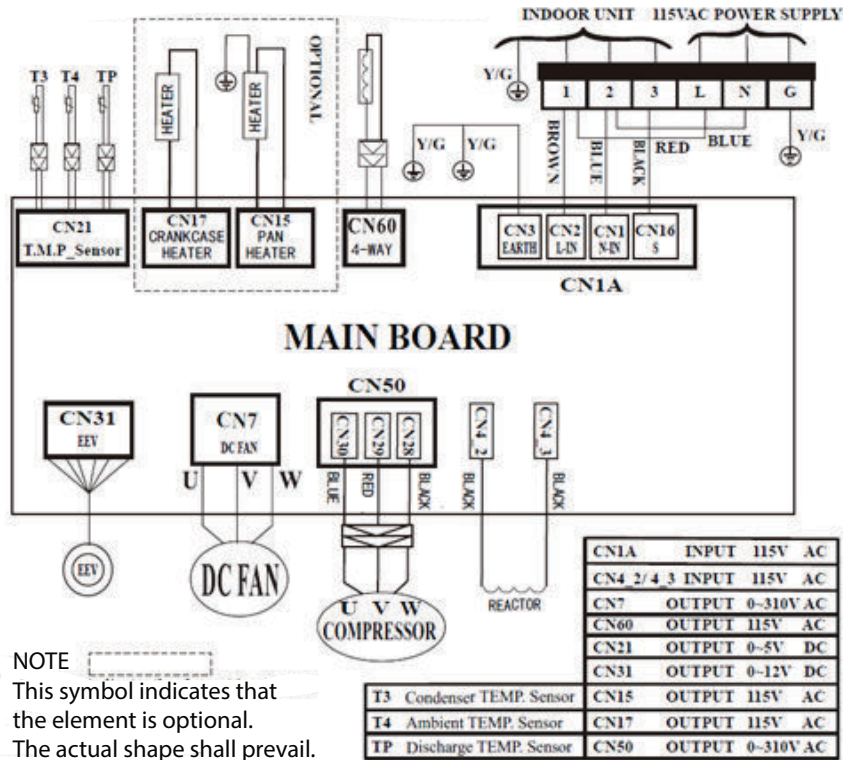 INDOOR UNIT 115VAC POWER SUPPLY
T3 T4 TP
OPTIONAL
HEATER
HEATER
Y/G
1 2 3 L N G
Y/G Y/G
BROWN
BLUE
BLACK
RED
BLUE
Y/G
CN21
T.M.P_Sensor
CN17
CRANKCASE
HEATER
CN15
PAN
HEATER
CN60
4-WAY
CN3
EARTH
CN2
L-IN
CN1
N-IN
CN16
S
CN1A
MAIN BOARD
CN31
EEV
CN7
DC FAN
CN50
CN30
CN29
CN28
CN4_2
CN4_3
U V W
BLUE
RED
BLACK
BLACK
BLACK
EEV
DC FAN
U V W
COMPRESSOR
REACTOR
NOTE
This symbol indicates that
the element is optional.
The actual shape shall prevail.
CN1A INPUT 115V AC
CN4_2/4_3 INPUT 115V AC
CN7 OUTPUT 0~310V AC
CN60 OUTPUT 115V AC
CN21 OUTPUT 0~5V DC
CN31 OUTPUT 0~12V DC
T3 Condenser TEMP. Sensor CN15 OUTPUT 115V AC
T4 Ambient TEMP. Sensor CN17 OUTPUT 115V AC
TP Discharge TEMP. Sensor CN50 OUTPUT 0~310V AC